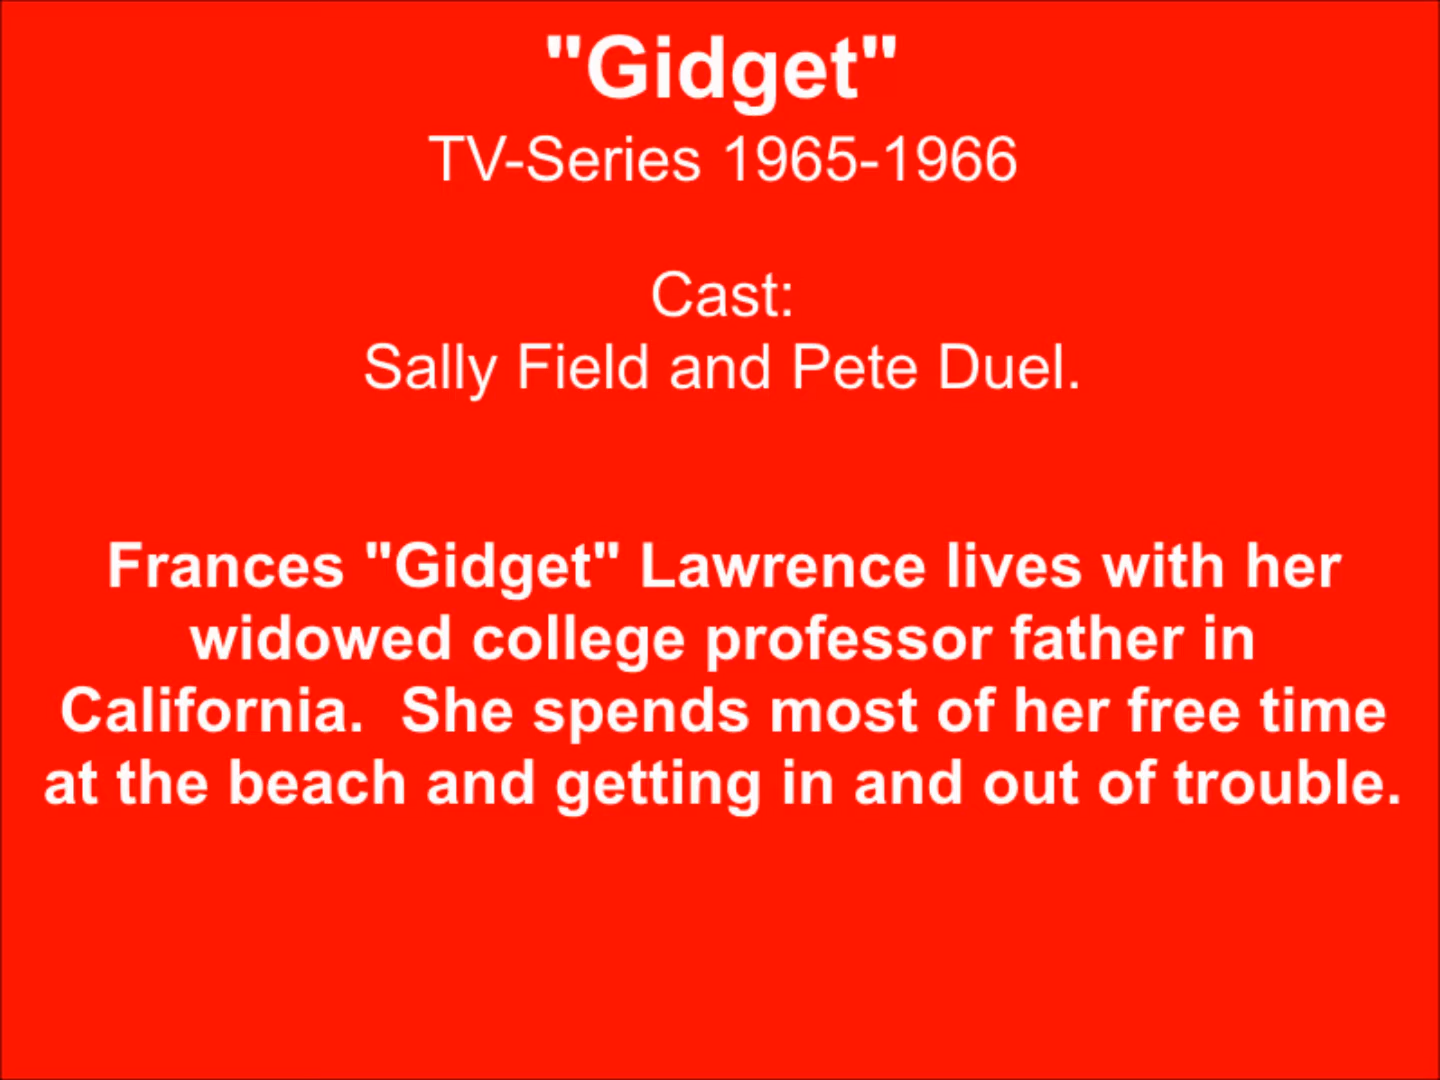 "Gidget"
TV-Series 1965-1966
Cast:
Sally Field and Pete Duel.
Frances "Gidget" Lawrence lives with her
widowed college professor father in
California.  She spends most of her free time
at the beach and getting in and out of trouble.